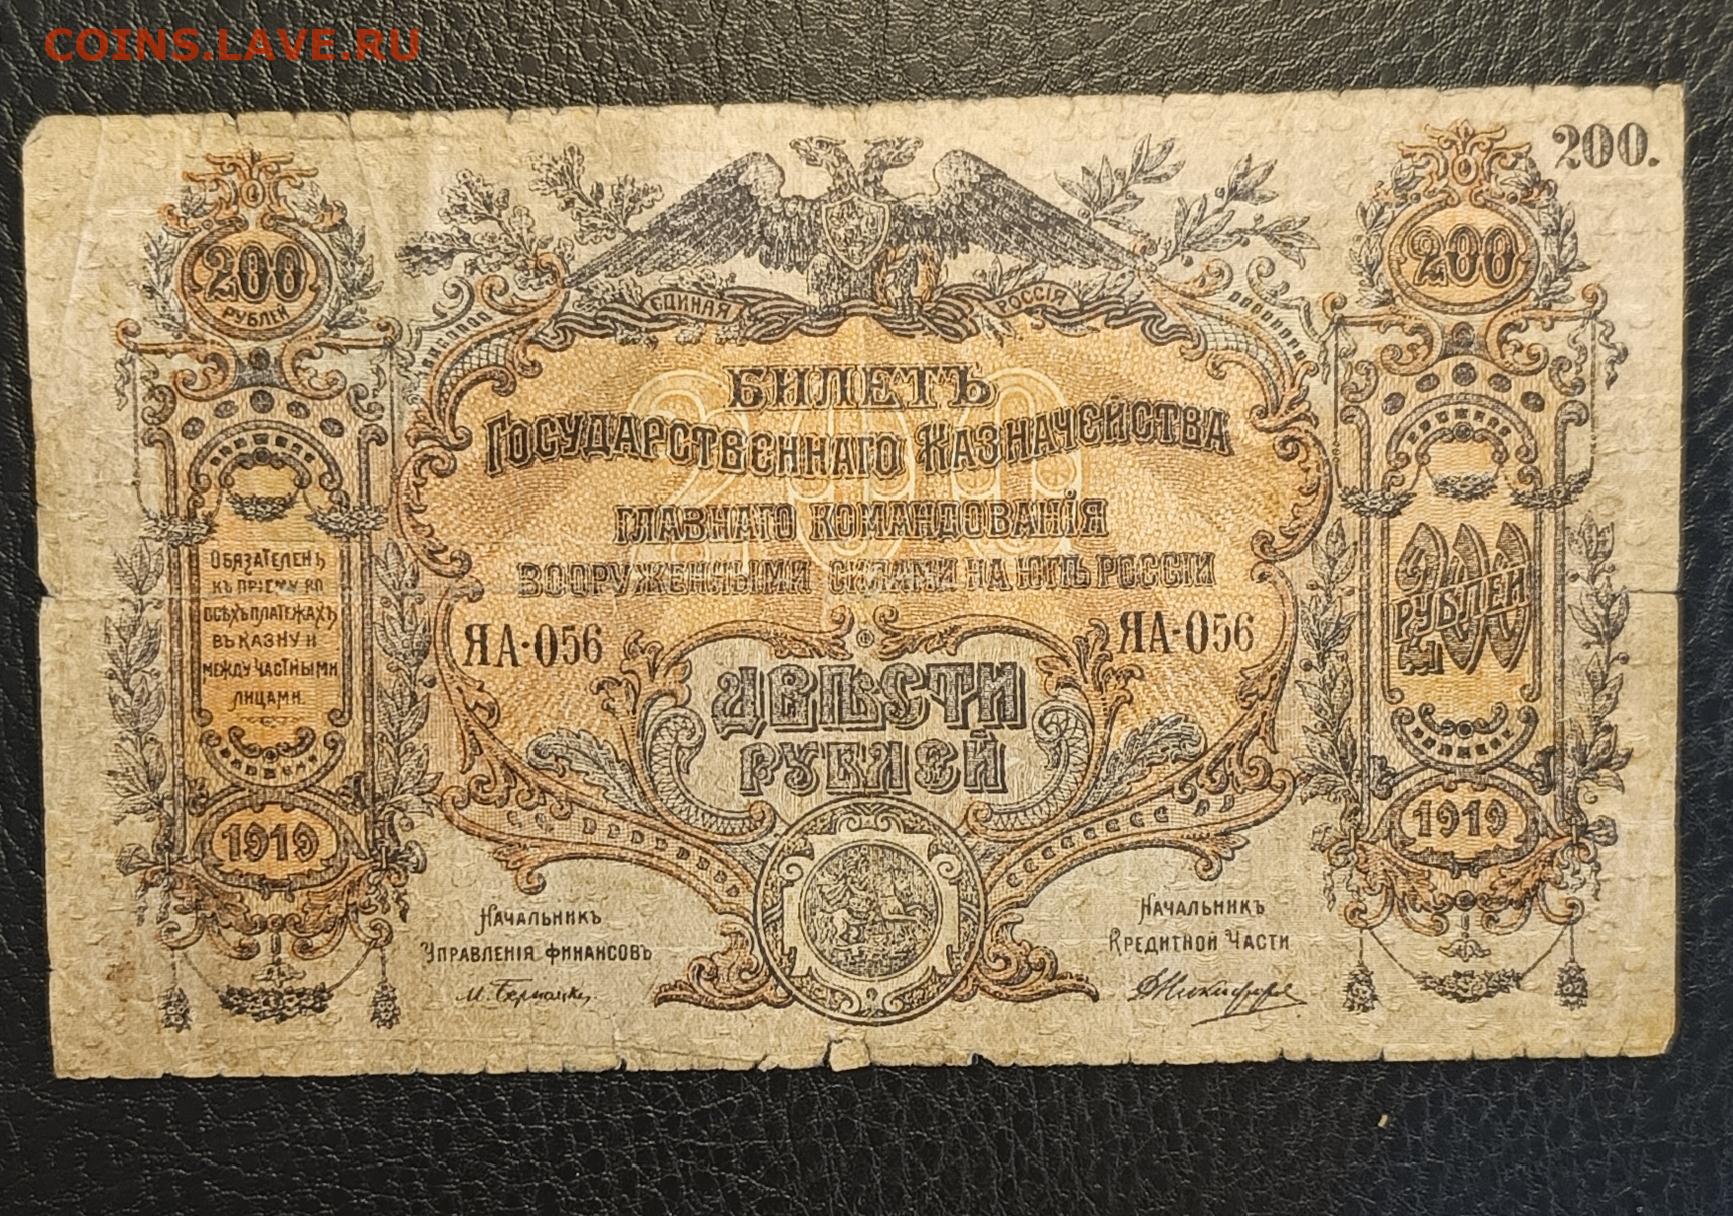 COINS.LAVE.RU
200.
200
РУБЛЕЙ
200
ЕДИНАЯ РОССІЯ
БИЛЕТЪ
ГОСУДАРСТВЕННАГО КАЗНАЧЕЙСТВА
ГЛАВНАГО КОМАНДОВАНІЯ
ВООРУЖЕННЫМИ СИЛАМИ НА ЮГѢ РОССІИ
200
ОБЯЗАТЕЛЕНЪ
КЪ ПРІЕМУ ВО
ВСѢХЪ ПЛАТЕЖАХЪ
ВЪ КАЗНУ И
МЕЖДУ ЧАСТНЫМИ
ЛИЦАМИ.
200
РУБЛЕЙ
ЯА-056
ЯА-056
ДВѢСТИ
РУБЛЕЙ
1919
1919
НАЧАЛЬНИКЪ
УПРАВЛЕНІЯ ФИНАНСОВЪ
М. Бернацкі
НАЧАЛЬНИКЪ
КРЕДИТНОЙ ЧАСТИ